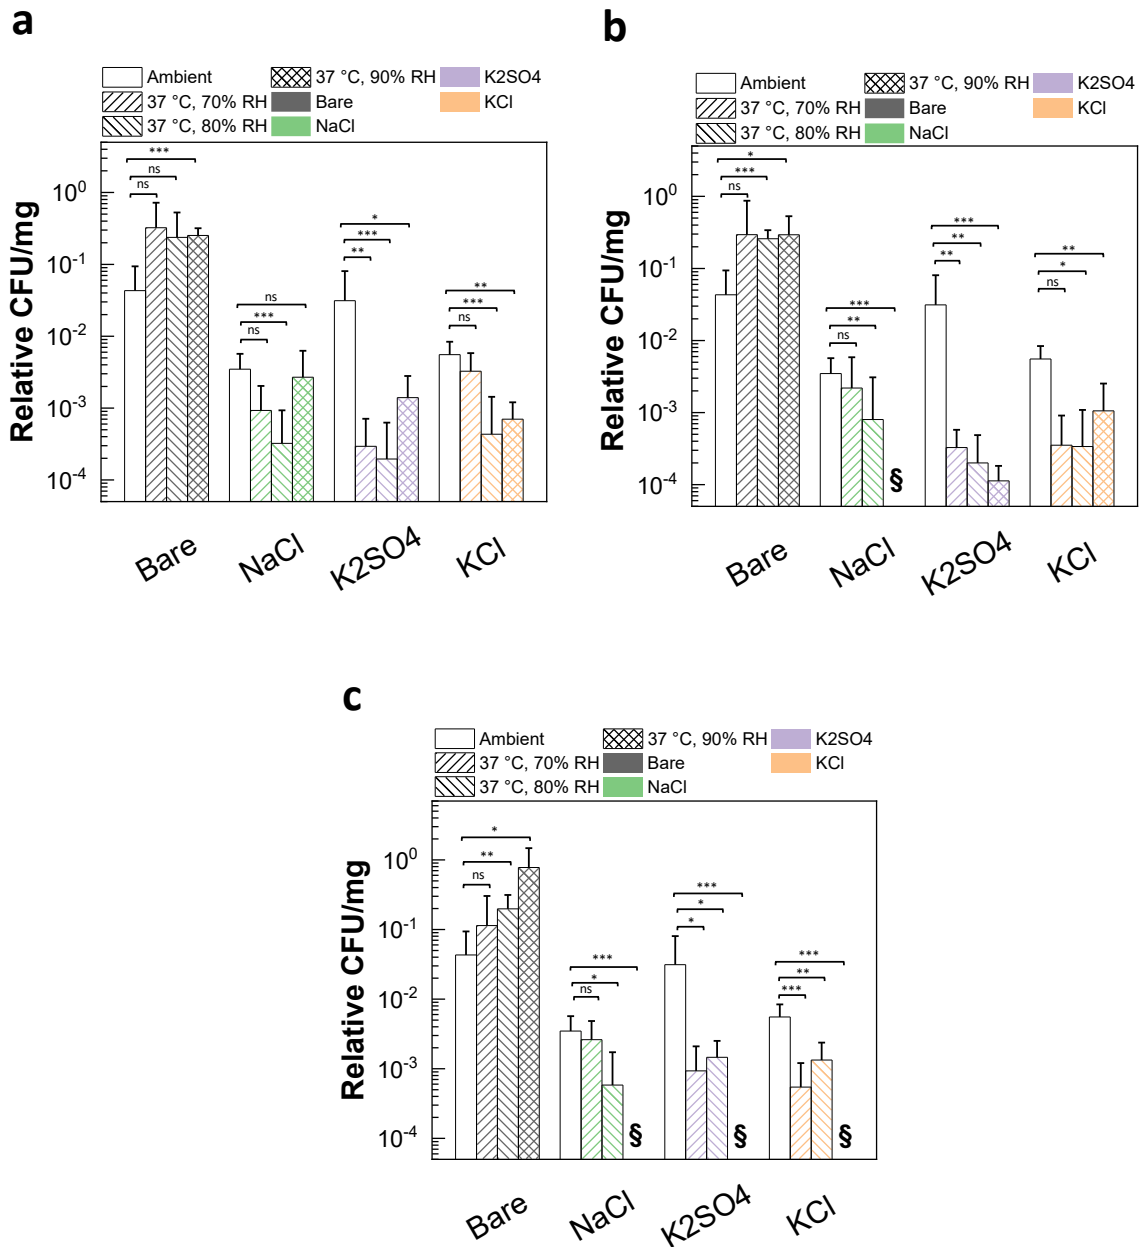 a
Ambient
37 °C, 90% RH
K2SO4
37 °C, 70% RH
Bare
KCl
37 °C, 80% RH
NaCl
Relative CFU/mg
10^0
10^-1
10^-2
10^-3
10^-4
***
ns
ns
ns
***
ns
*
***
**
**
***
ns
Bare
NaCl
K2SO4
KCl
b
Ambient
37 °C, 90% RH
K2SO4
37 °C, 70% RH
Bare
KCl
37 °C, 80% RH
NaCl
Relative CFU/mg
10^0
10^-1
10^-2
10^-3
10^-4
*
***
ns
***
**
ns
§
***
**
**
**
*
ns
Bare
NaCl
K2SO4
KCl
c
Ambient
37 °C, 90% RH
K2SO4
37 °C, 70% RH
Bare
KCl
37 °C, 80% RH
NaCl
Relative CFU/mg
10^0
10^-1
10^-2
10^-3
10^-4
*
**
ns
***
*
ns
§
***
*
*
§
***
**
***
§
Bare
NaCl
K2SO4
KCl